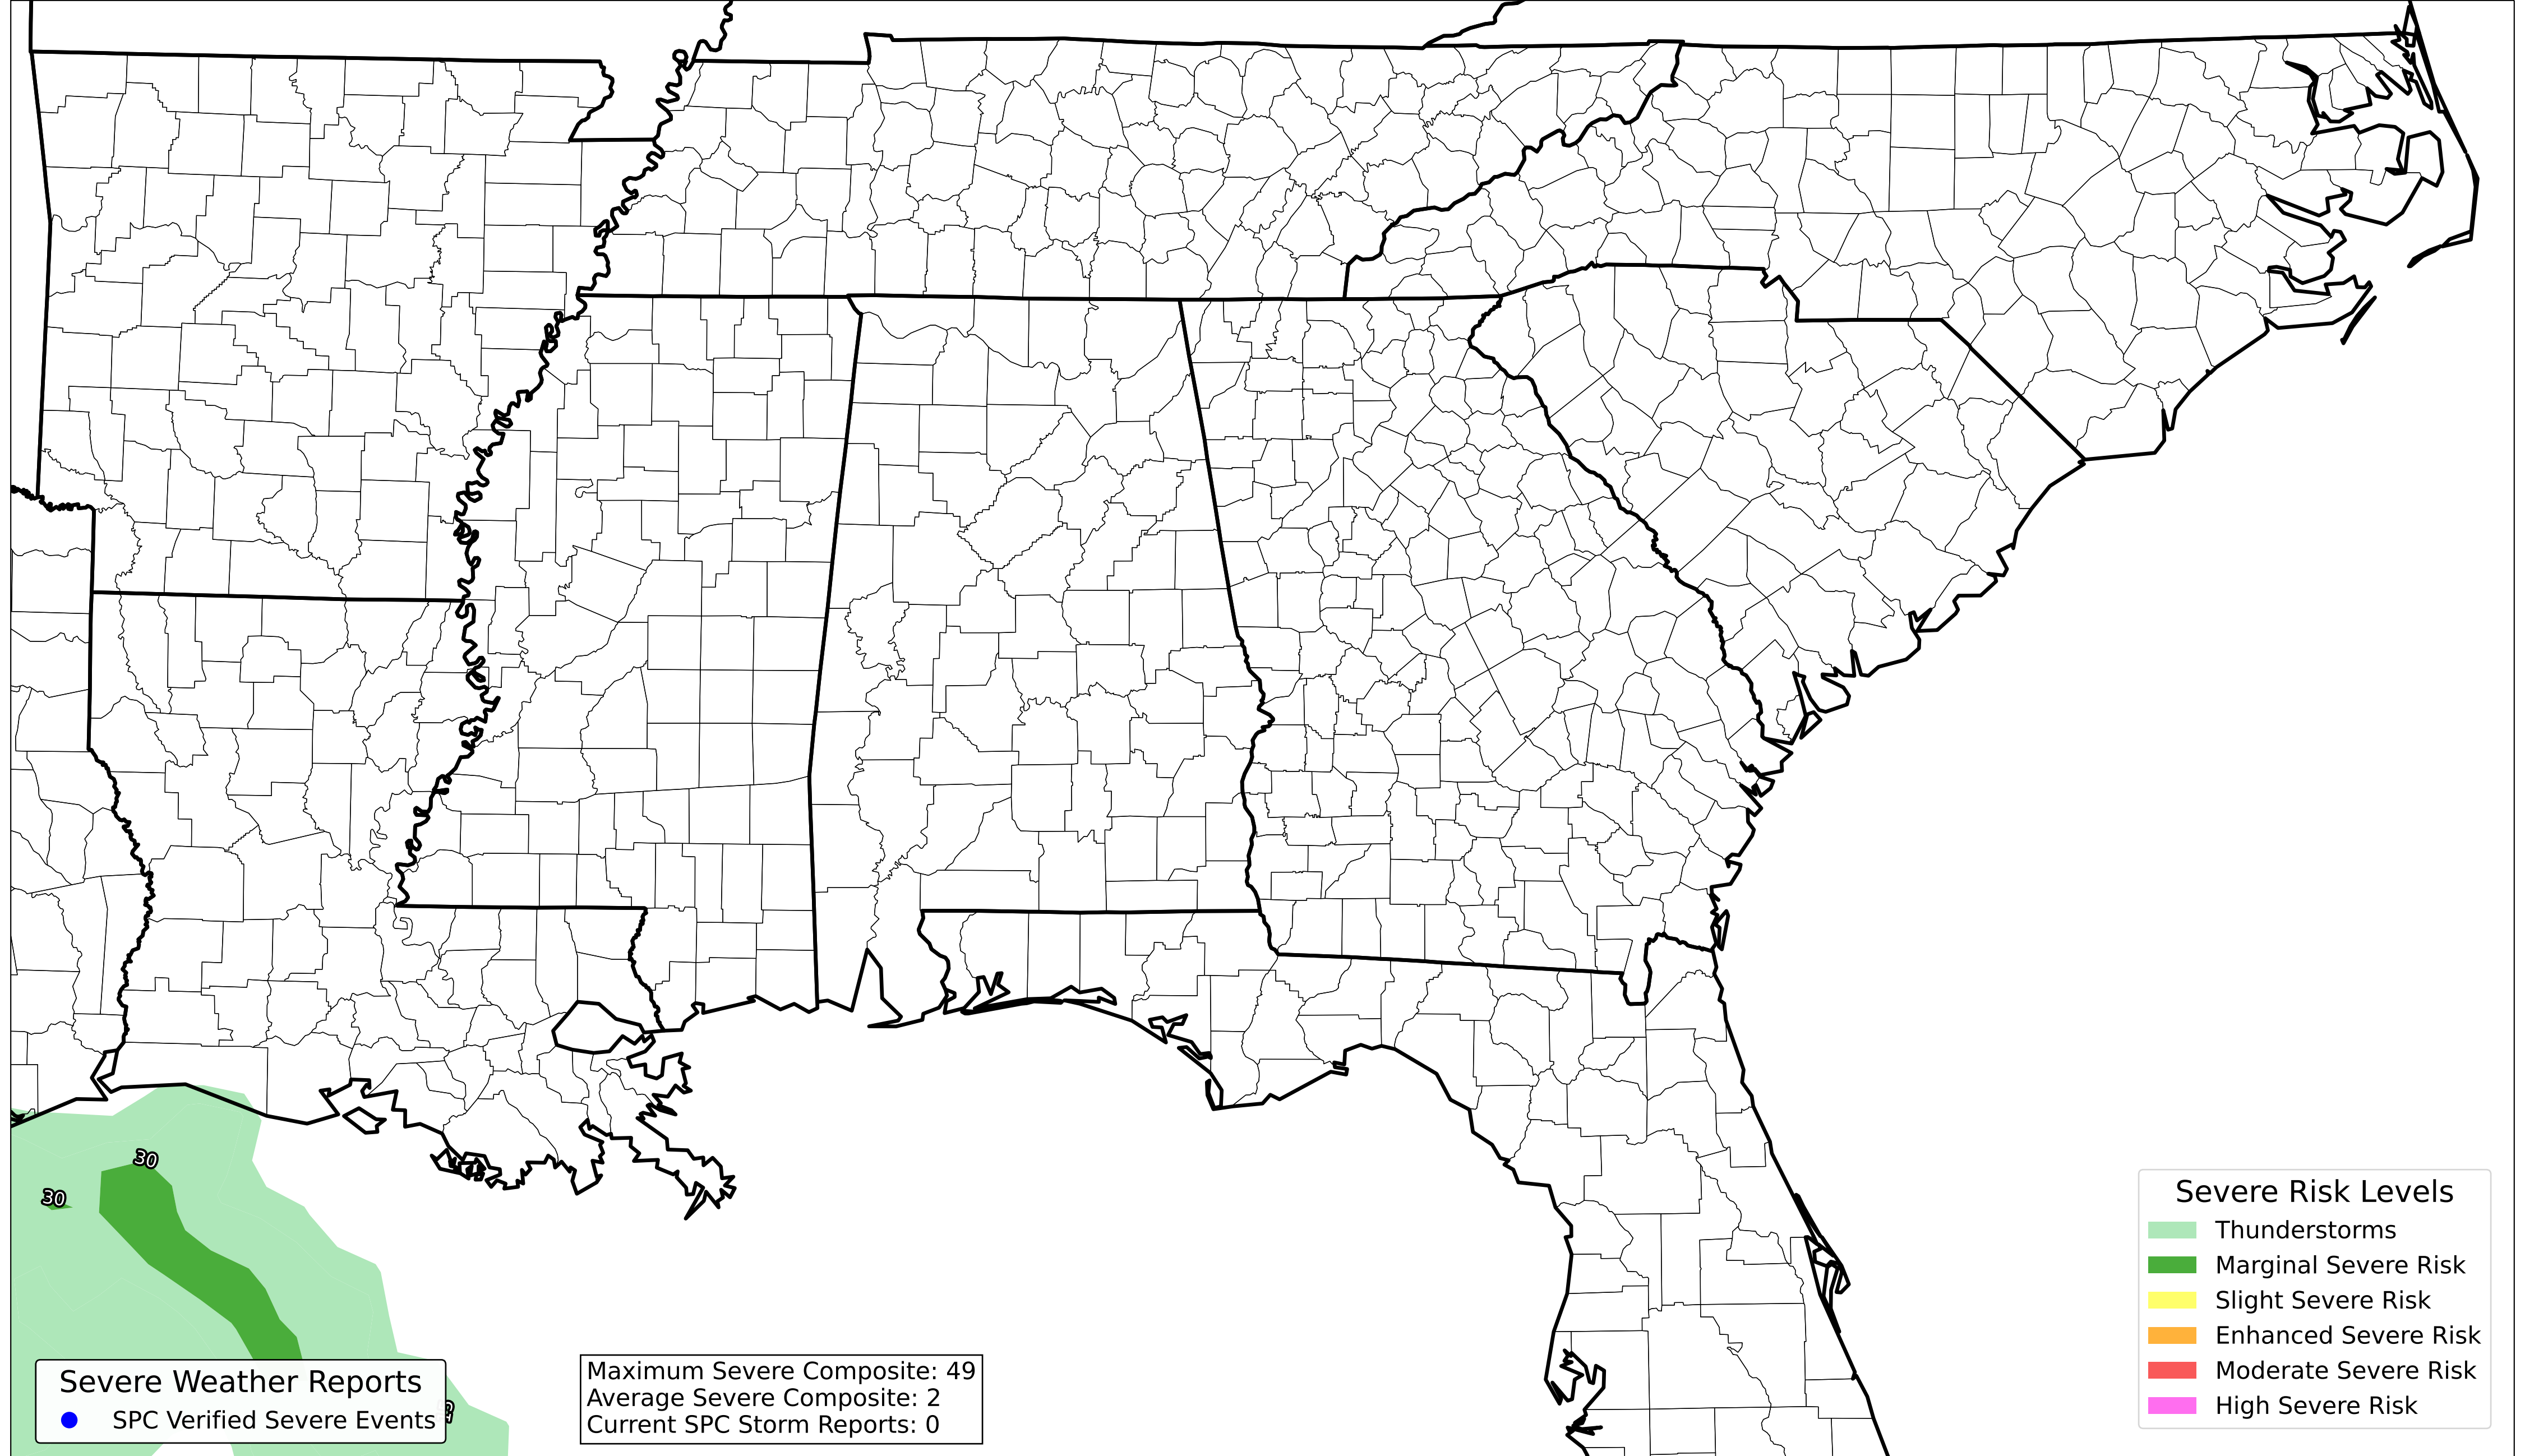 30
30
Severe Weather Reports
SPC Verified Severe Events
Maximum Severe Composite: 49
Average Severe Composite: 2
Current SPC Storm Reports: 0
Severe Risk Levels
Thunderstorms
Marginal Severe Risk
Slight Severe Risk
Enhanced Severe Risk
Moderate Severe Risk
High Severe Risk